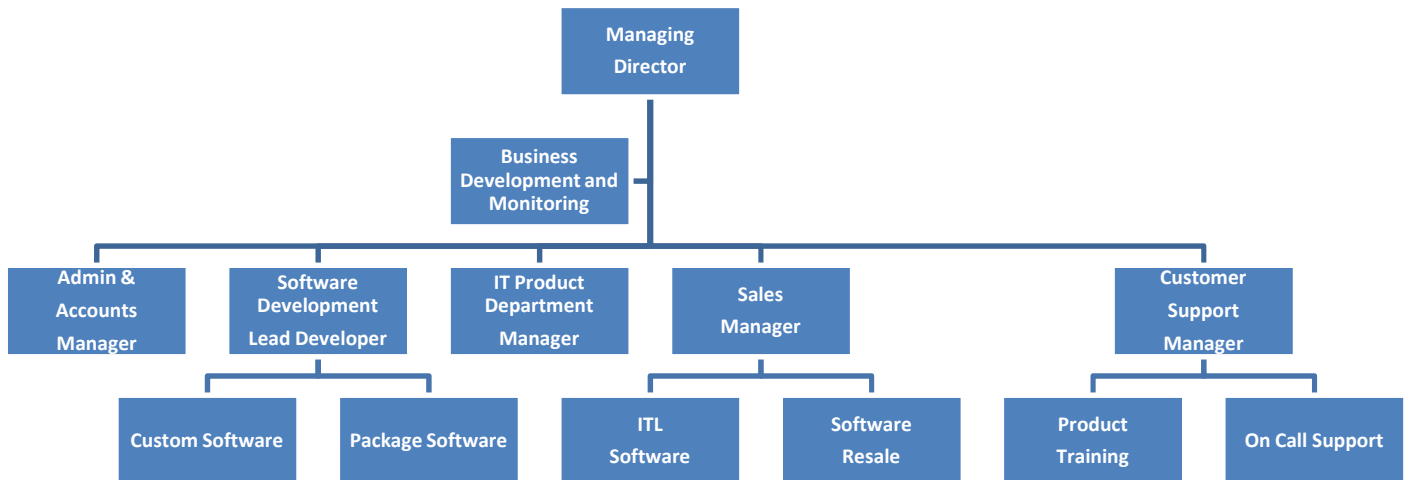 Managing
Director
Business
Development and
Monitoring
Admin &
Accounts
Manager
Software
Development
Lead Developer
IT Product
Department
Manager
Sales
Manager
Customer
Support
Manager
Custom Software
Package Software
ITL
Software
Software
Resale
Product
Training
On Call Support